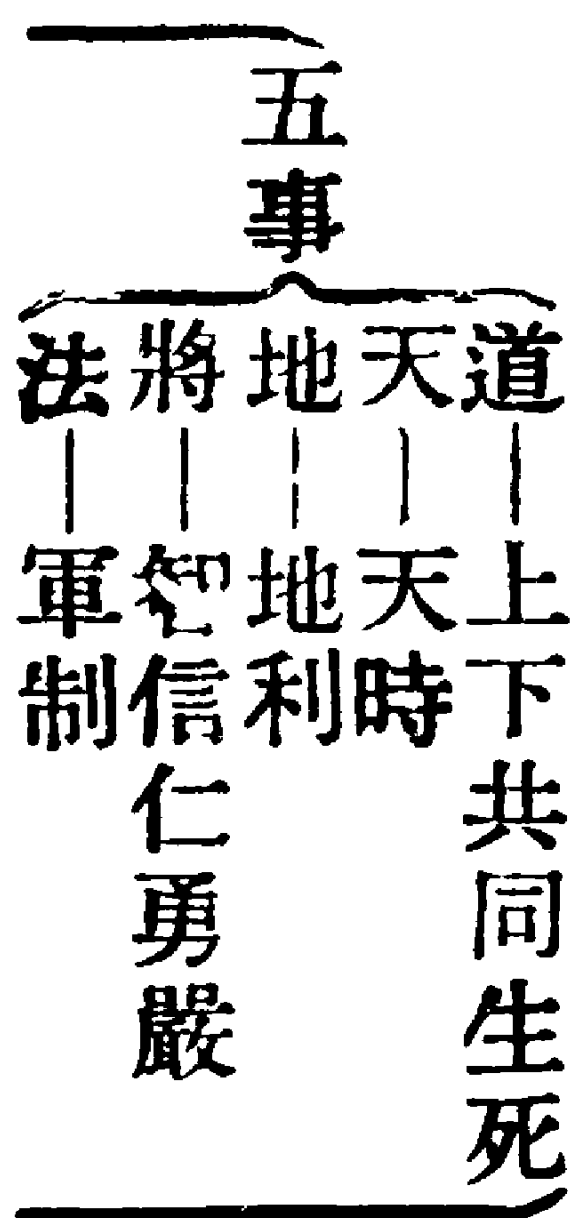 五事
道｜上下共同生死
天｜天時
地｜地利
將｜智信仁勇嚴
法｜軍制